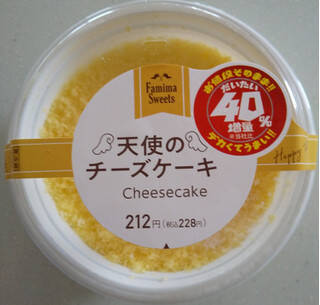 Famima
Sweets
お値段そのまま!!
だいたい
40%
増量
※当社比
デカくてうまい!!
天使の
チーズケーキ
Cheesecake
212円(税込228円)
Happy